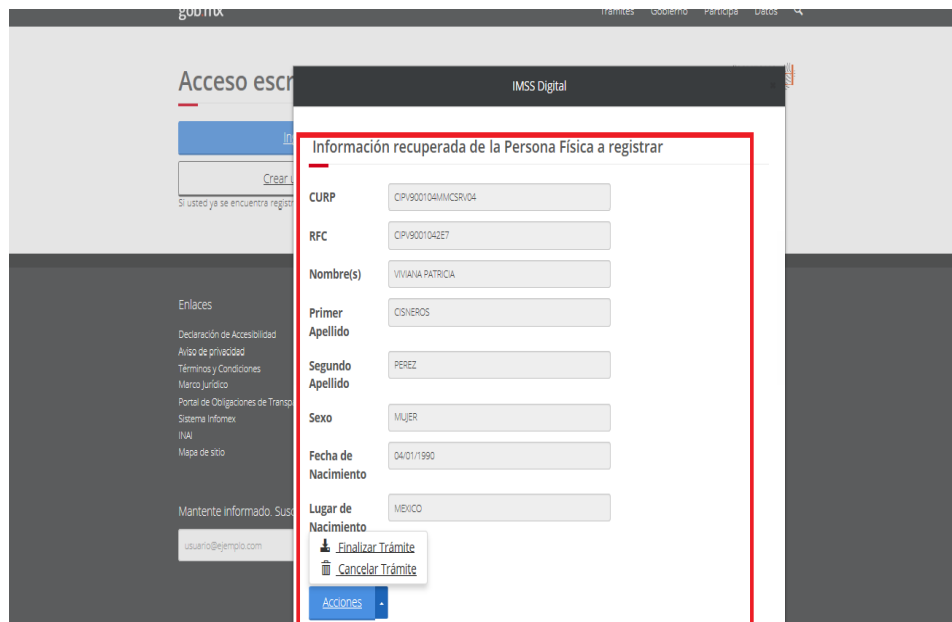 gob mx
Trámites Gobierno Participa Datos
Acceso escr
IMSS Digital
In
Crear u
Si usted ya se encuentra registr
Información recuperada de la Persona Física a registrar
CURP CIPV900104MMCSRV04
RFC CIPV9001042E7
Nombre(s) VIVIANA PATRICIA
Primer Apellido CISNEROS
Segundo Apellido PEREZ
Sexo MUJER
Fecha de Nacimiento 04/01/1990
Lugar de Nacimiento MEXICO
Finalizar Trámite
Cancelar Trámite
Acciones
Enlaces
Declaración de Accesibilidad
Aviso de privacidad
Términos y Condiciones
Marco Jurídico
Portal de Obligaciones de Transpa
Sistema Infomex
INAI
Mapa de sitio
Mantente informado. Susc
usuario@ejemplo.com